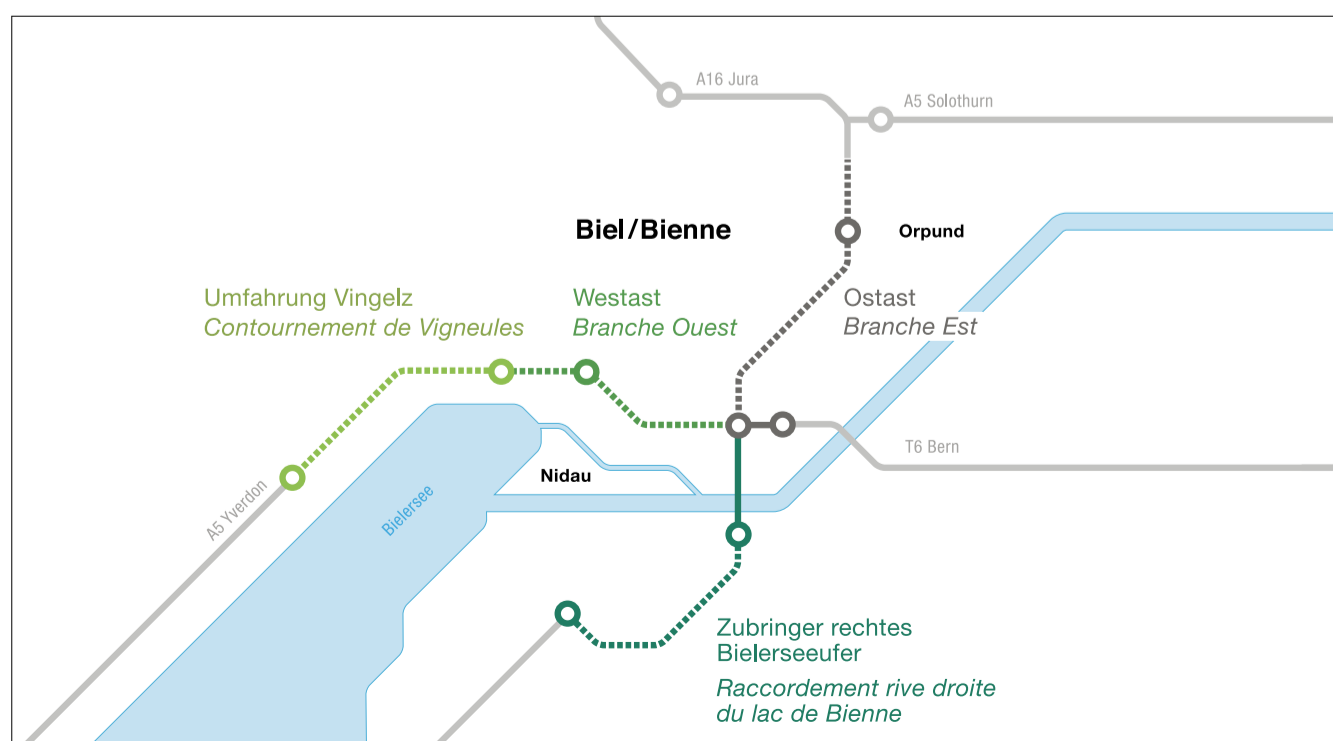 A16 Jura
A5 Solothurn
Biel/Bienne
Orpund
Umfahrung Vingelz
Contournement de Vigneules
Westast
Branche Ouest
Ostast
Branche Est
T6 Bern
Nidau
A5 Yverdon
Bielersee
Zubringer rechtes
Bielerseeufer
Raccordement rive droite
du lac de Bienne